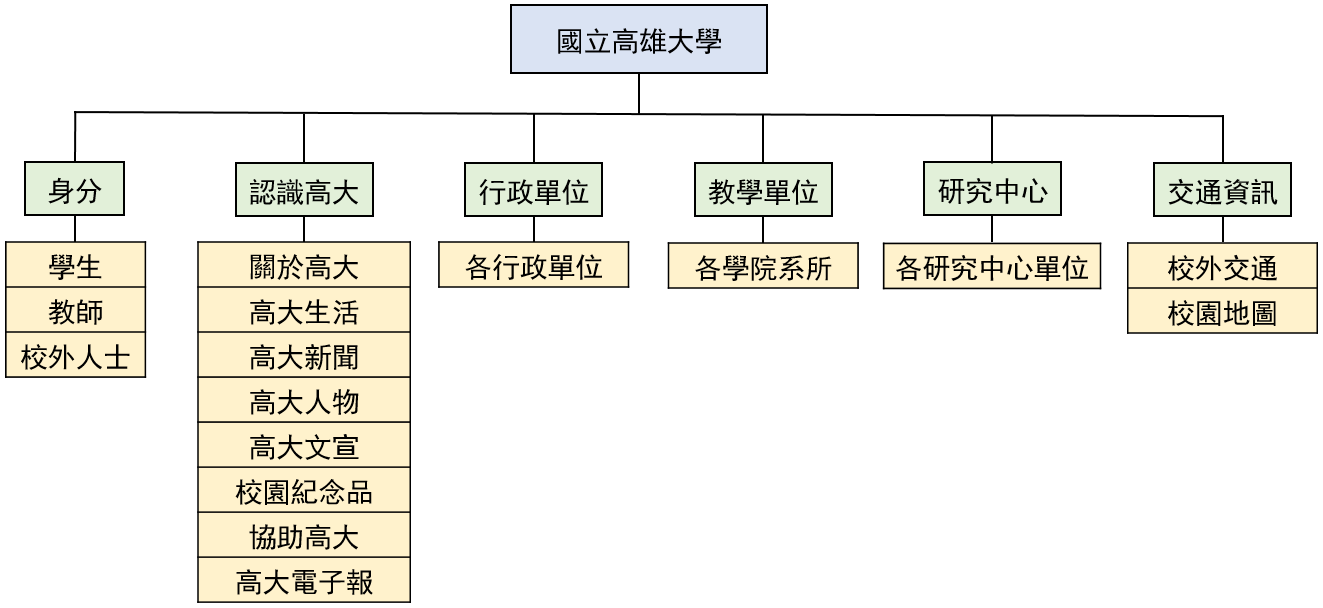 國立高雄大學
身分
學生
教師
校外人士
認識高大
關於高大
高大生活
高大新聞
高大人物
高大文宣
校園紀念品
協助高大
高大電子報
行政單位
各行政單位
教學單位
各學院系所
研究中心
各研究中心單位
交通資訊
校外交通
校園地圖